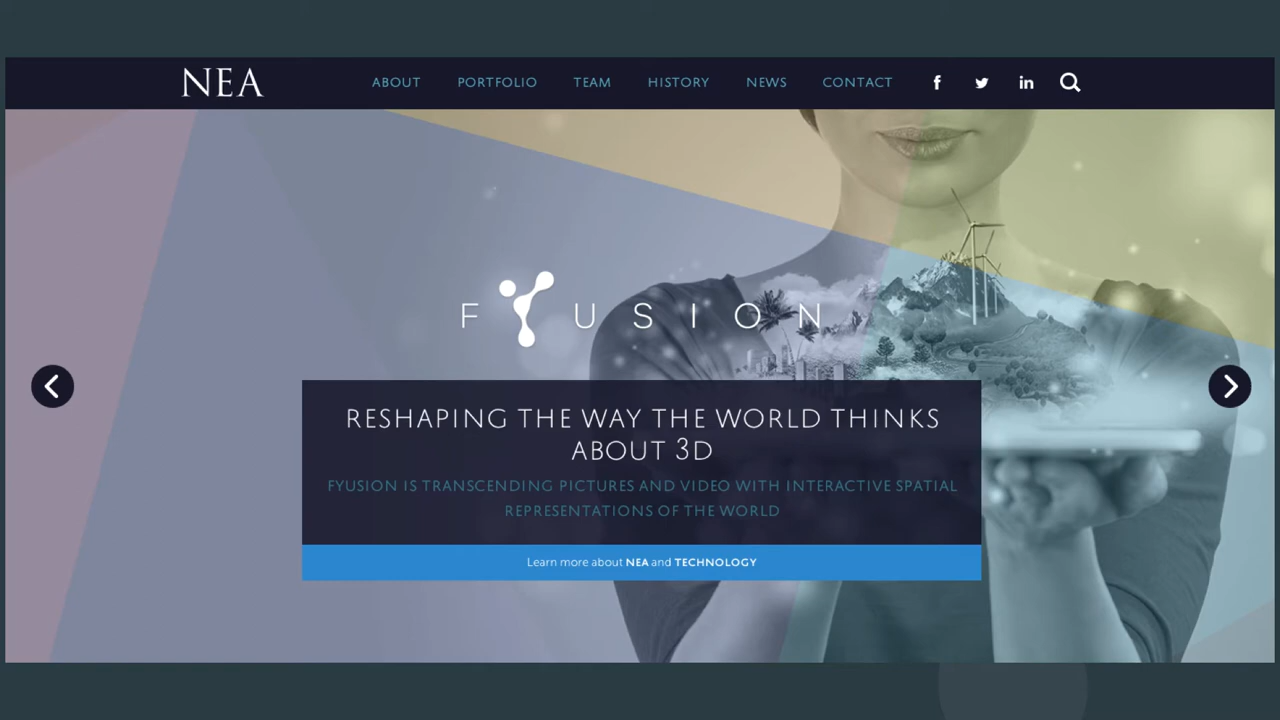 NEA
ABOUT PORTFOLIO TEAM HISTORY NEWS CONTACT
FYUSION
RESHAPING THE WAY THE WORLD THINKS
ABOUT 3D
FYUSION IS TRANSCENDING PICTURES AND VIDEO WITH INTERACTIVE SPATIAL
REPRESENTATIONS OF THE WORLD
Learn more about NEA and TECHNOLOGY